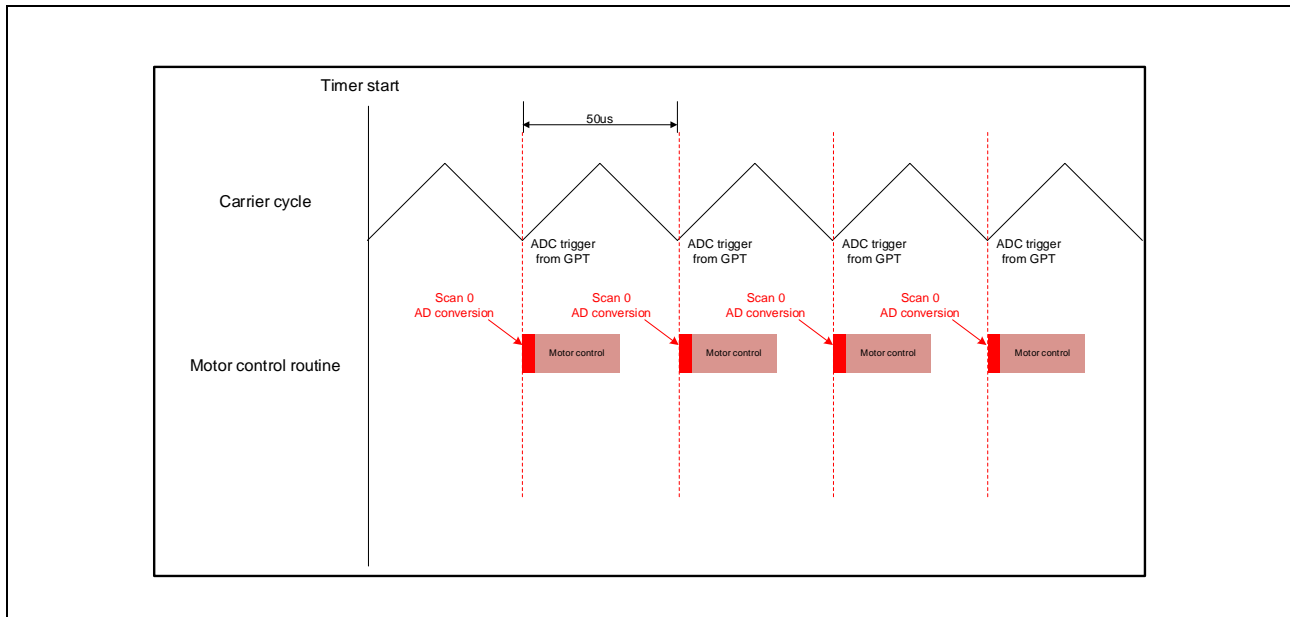 Timer start
50us
Carrier cycle
ADC trigger
from GPT
ADC trigger
from GPT
ADC trigger
from GPT
ADC trigger
from GPT
Scan 0
AD conversion
Scan 0
AD conversion
Scan 0
AD conversion
Scan 0
AD conversion
Motor control routine
Motor control
Motor control
Motor control
Motor control